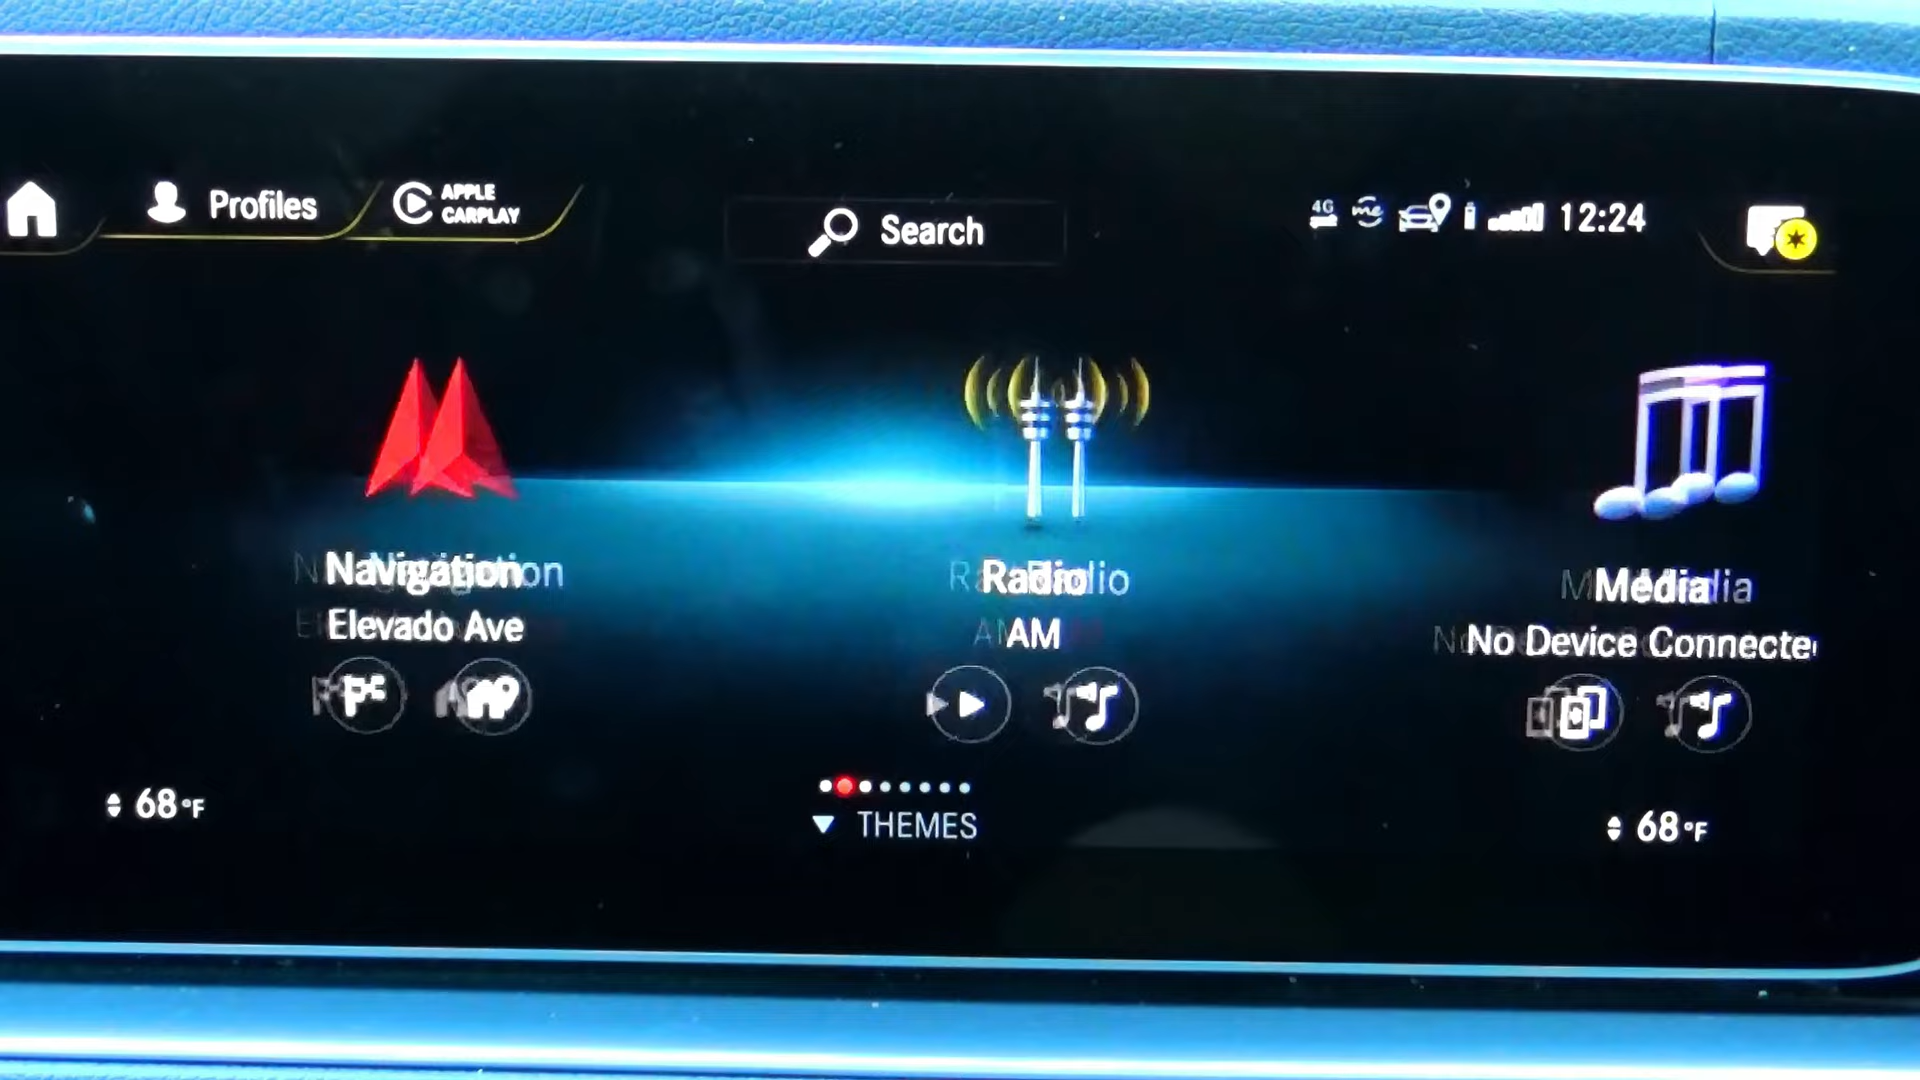 Profiles
APPLE
CARPLAY
Search
4G
me
12:24
Navigation
Elevado Ave
Radio
AM
Media
No Device Connecte
68°F
THEMES
68°F